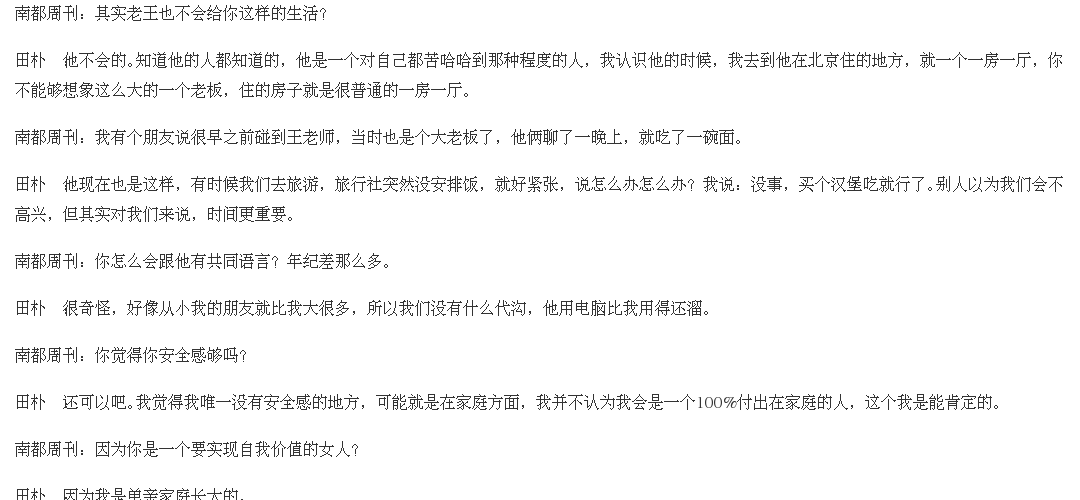 南都周刊：其实老王也不会给你这样的生活？
田朴　他不会的。知道他的人都知道的，他是一个对自己都苦哈哈到那种程度的人，我认识他的时候，我去到他在北京住的地方，就一个一房一厅，你
不能够想象这么大的一个老板，住的房子就是很普通的一房一厅。
南都周刊：我有个朋友说很早之前碰到王老师，当时也是个大老板了，他俩聊了一晚上，就吃了一碗面。
田朴　他现在也是这样，有时候我们去旅游，旅行社突然没安排饭，就好紧张，说怎么办怎么办？我说：没事，买个汉堡吃就行了。别人以为我们会不
高兴，但其实对我们来说，时间更重要。
南都周刊：你怎么会跟他有共同语言？年纪差那么多。
田朴　很奇怪，好像从小我的朋友就比我大很多，所以我们没有什么代沟，他用电脑比我用得还溜。
南都周刊：你觉得你安全感够吗？
田朴　还可以吧。我觉得我唯一没有安全感的地方，可能就是在家庭方面，我并不认为我会是一个100%付出在家庭的人，这个我是能肯定的。
南都周刊：因为你是一个要实现自我价值的女人？
田朴　因为我是单亲家庭长大的。